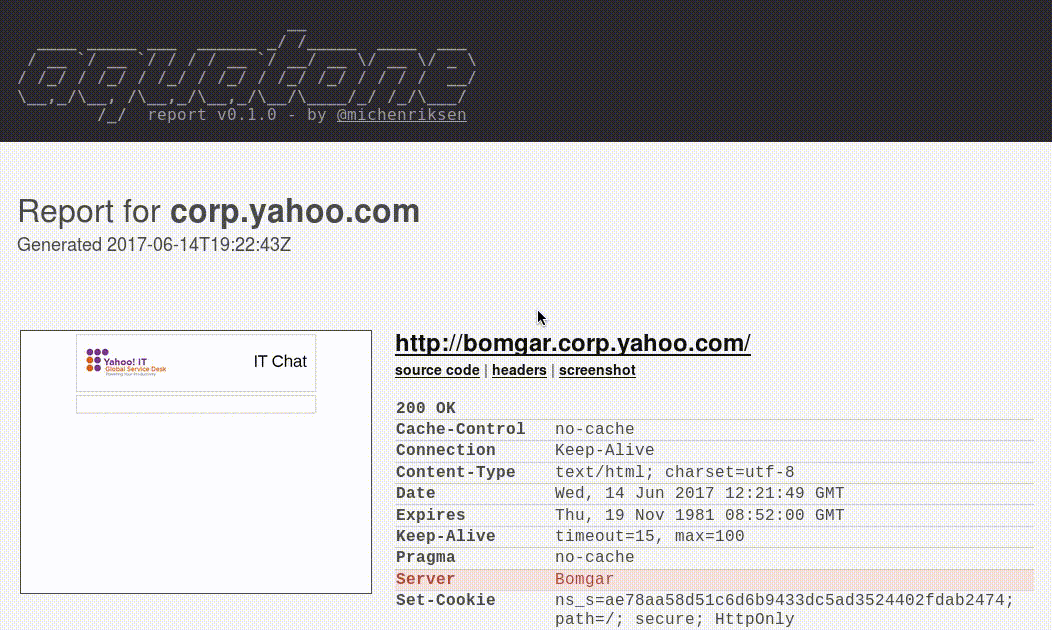 aquatone
report v0.1.0 - by @michenriksen
Report for corp.yahoo.com
Generated 2017-06-14T19:22:43Z
Yahoo! IT
Global Service Desk
Powering Your Productivity
IT Chat
http://bomgar.corp.yahoo.com/
source code | headers | screenshot
200 OK
Cache-Control no-cache
Connection Keep-Alive
Content-Type text/html; charset=utf-8
Date Wed, 14 Jun 2017 12:21:49 GMT
Expires Thu, 19 Nov 1981 08:52:00 GMT
Keep-Alive timeout=15, max=100
Pragma no-cache
Server Bomgar
Set-Cookie ns_s=ae78aa58d51c6d6b9433dc5ad3524402fdab2474;
path=/; secure; HttpOnly